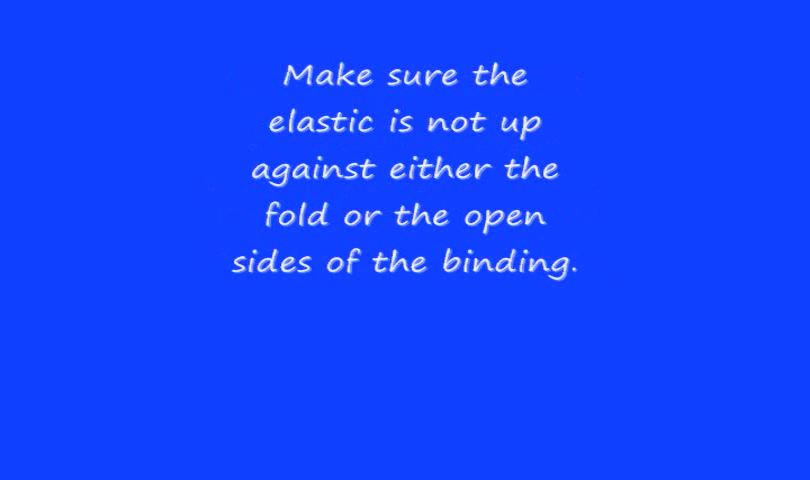 Make sure the
elastic is not up
against either the
fold or the open
sides of the binding.